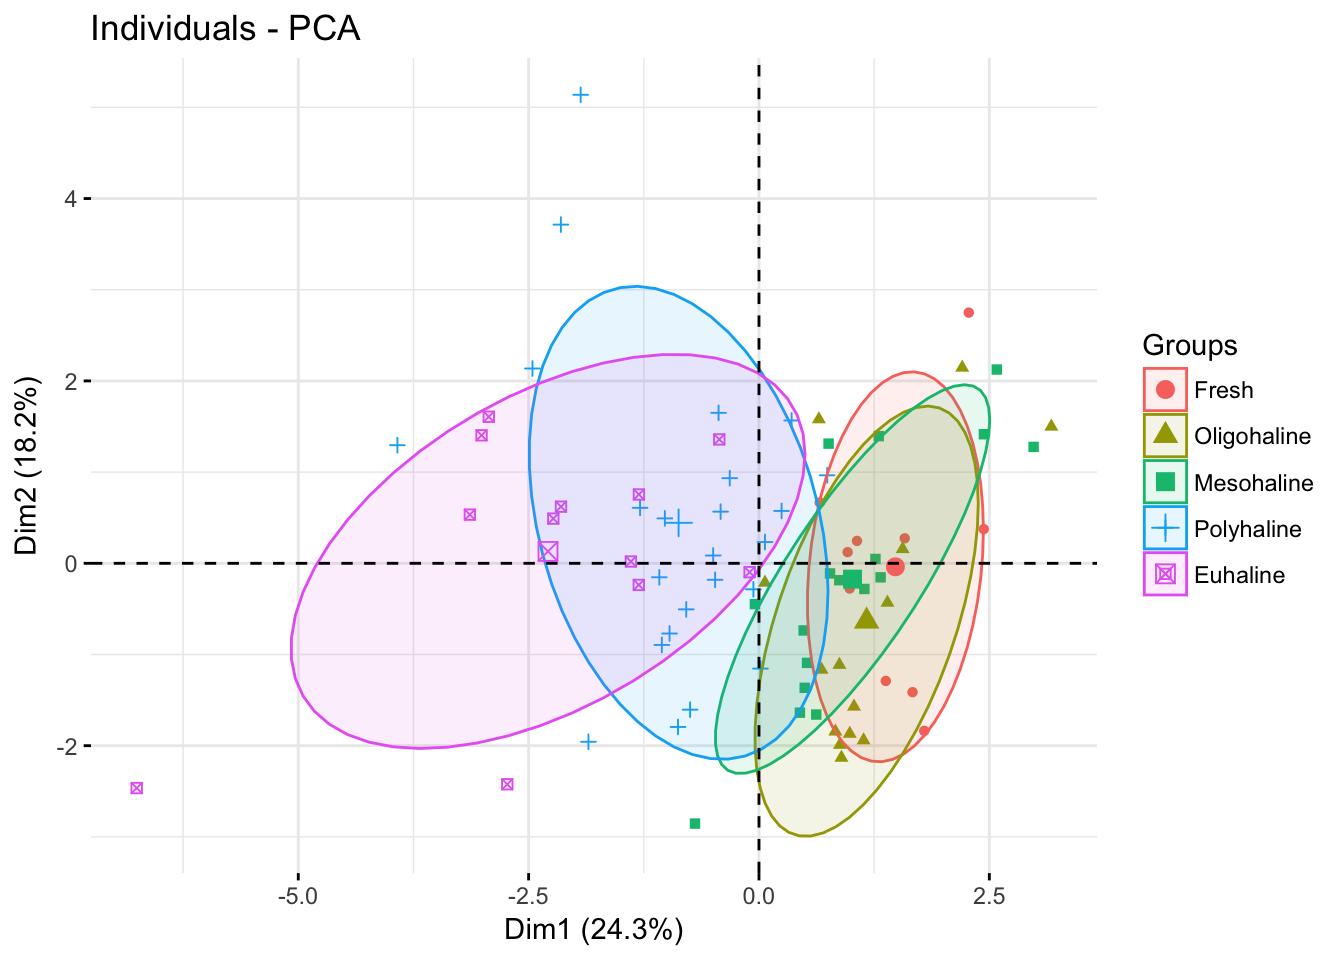 Individuals - PCA
Dim2 (18.2%)
4
2
0
-2
-5.0
-2.5
0.0
2.5
Dim1 (24.3%)
Groups
Fresh
Oligohaline
Mesohaline
Polyhaline
Euhaline